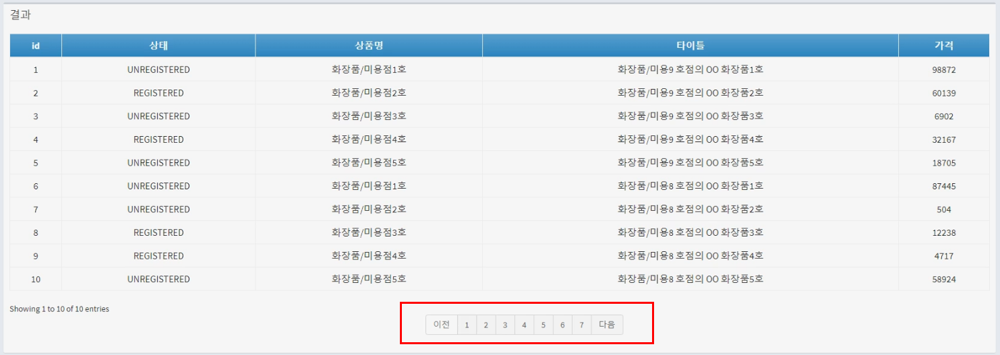 결과
id 상태 상품명 타이틀 가격
1 UNREGISTERED 화장품/미용점1호 화장품/미용9 호점의 OO 화장품1호 98872
2 REGISTERED 화장품/미용점2호 화장품/미용9 호점의 OO 화장품2호 60139
3 UNREGISTERED 화장품/미용점3호 화장품/미용9 호점의 OO 화장품3호 6902
4 REGISTERED 화장품/미용점4호 화장품/미용9 호점의 OO 화장품4호 32167
5 UNREGISTERED 화장품/미용점5호 화장품/미용9 호점의 OO 화장품5호 18705
6 UNREGISTERED 화장품/미용점1호 화장품/미용8 호점의 OO 화장품1호 87445
7 UNREGISTERED 화장품/미용점2호 화장품/미용8 호점의 OO 화장품2호 504
8 REGISTERED 화장품/미용점3호 화장품/미용8 호점의 OO 화장품3호 12238
9 REGISTERED 화장품/미용점4호 화장품/미용8 호점의 OO 화장품4호 4717
10 UNREGISTERED 화장품/미용점5호 화장품/미용8 호점의 OO 화장품5호 58924
Showing 1 to 10 of 10 entries
이전 1 2 3 4 5 6 7 다음